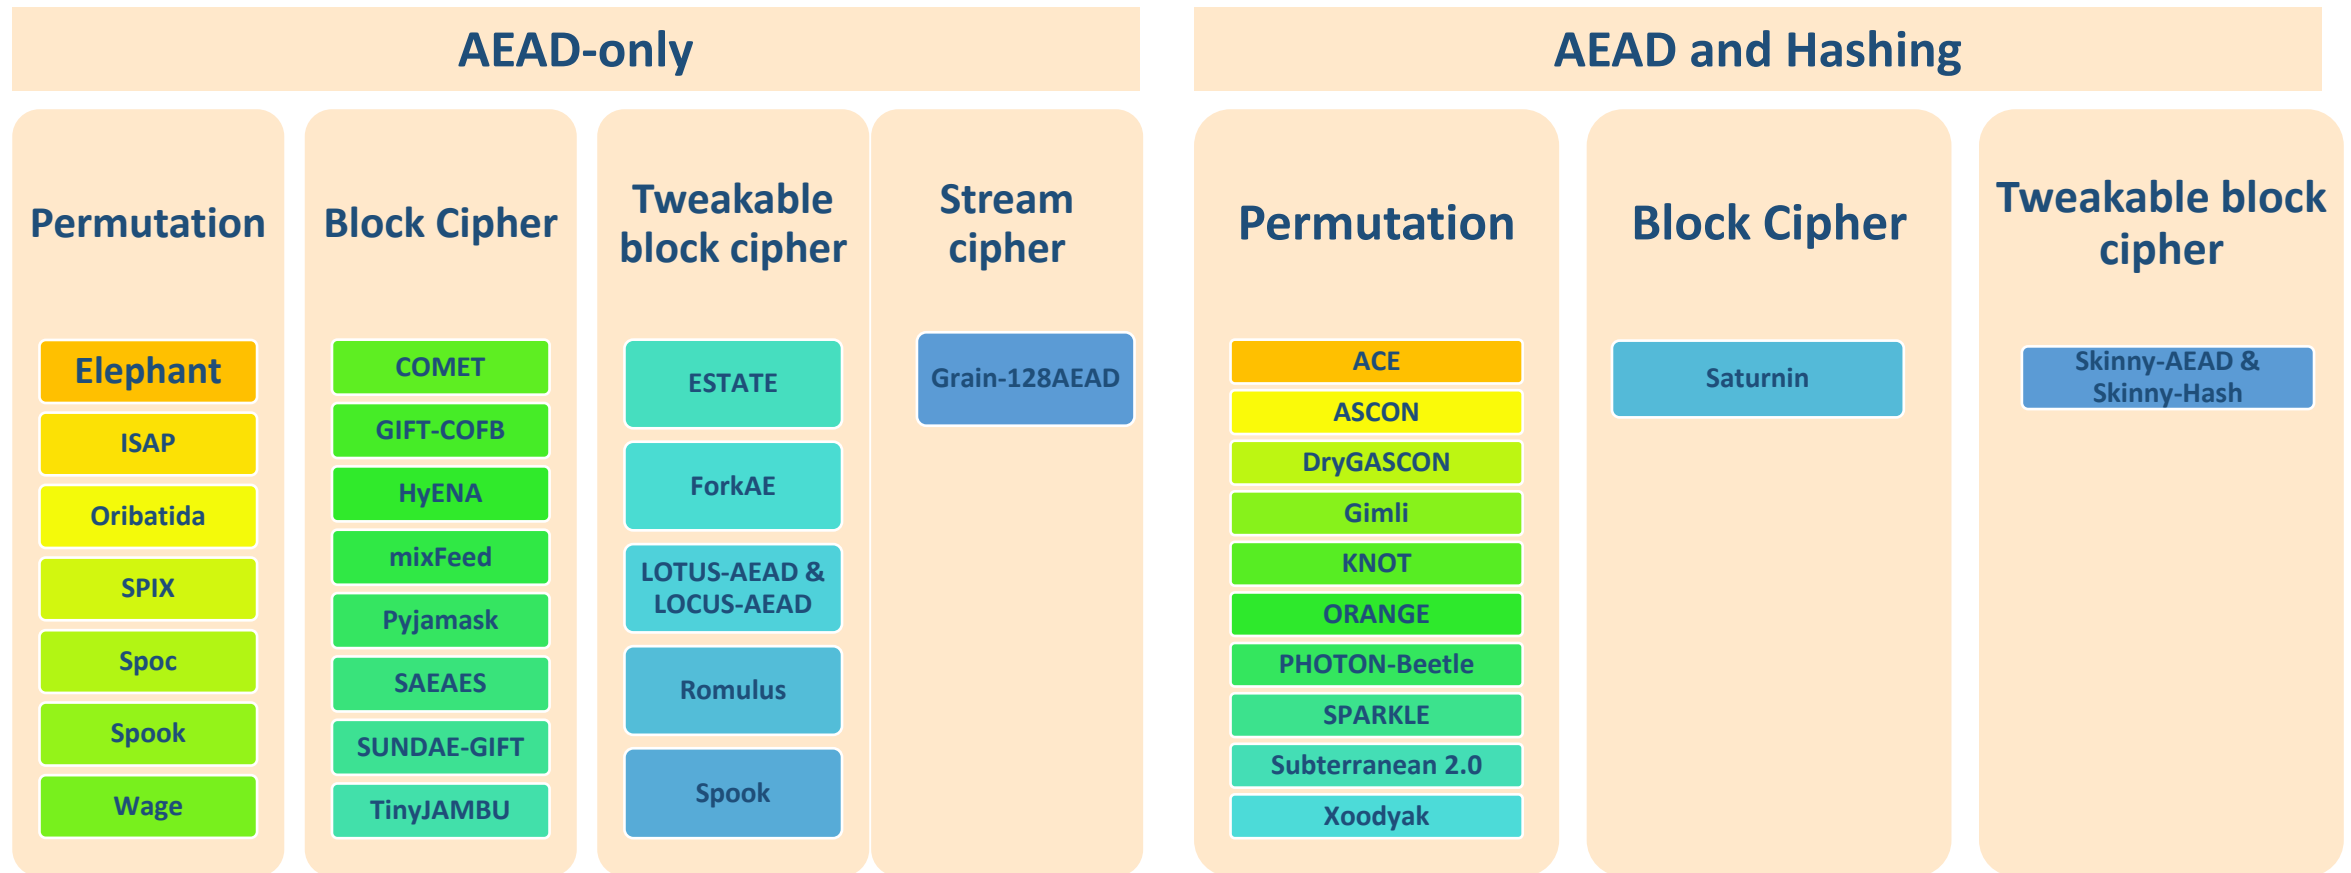 AEAD-only
Permutation
Elephant
ISAP
Oribatida
SPIX
Spoc
Spook
Wage
Block Cipher
COMET
GIFT-COFB
HyENA
mixFeed
Pyjamask
SAEAES
SUNDAE-GIFT
TinyJAMBU
Tweakable
block cipher
ESTATE
ForkAE
LOTUS-AEAD &
LOCUS-AEAD
Romulus
Spook
Stream
cipher
Grain-128AEAD
AEAD and Hashing
Permutation
ACE
ASCON
DryGASCON
Gimli
KNOT
ORANGE
PHOTON-Beetle
SPARKLE
Subterranean 2.0
Xoodyak
Block Cipher
Saturnin
Tweakable block
cipher
Skinny-AEAD &
Skinny-Hash